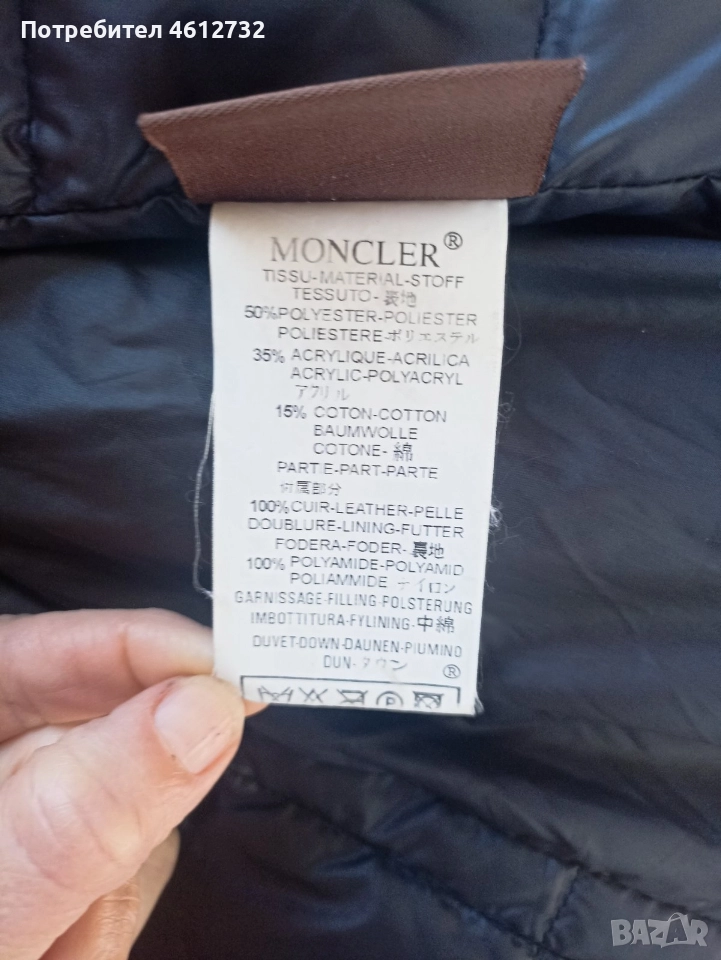 Потребител 4612732
MONCLER®
TISSU-MATERIAL-STOFF
TESSUTO-表地
50%POLYESTER-POLIESTER
POLIESTERE-ポリエステル
35% ACRYLIQUE-ACRILICA
ACRYLIC-POLYACRYL
アクリル
15% COTON-COTTON
BAUMWOLLE
COTONE-綿
PARTIE-PART-PARTE
付属部分
100%CUIR-LEATHER-PELLE
DOUBLURE-LINING-FUTTER
FODERA-FODER-裏地
100% POLYAMIDE-POLYAMID
POLIAMMIDE ナイロン
GARNISSAGE-FILLING-POLSTERUNG
IMBOTTITURA-FYLINING-中綿
DUVET-DOWN-DAUNEN-PIUMINO
DUN-ダウン ®
P
BAZAR